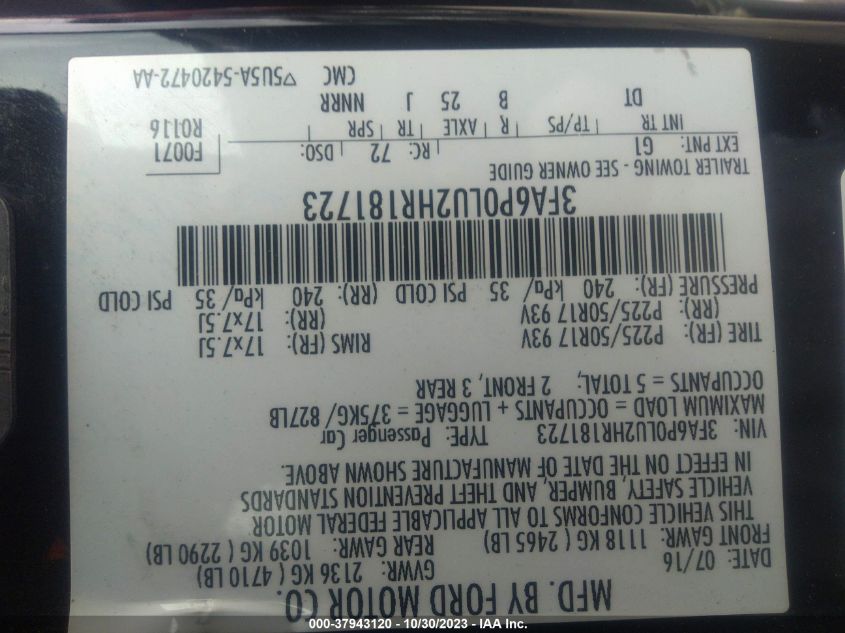 MFD. BY FORD MOTOR CO.
DATE: 07/16 GVWR: 2136 KG ( 4710 LB)
FRONT GAWR: 1118 KG ( 2465 LB) REAR GAWR: 1039 KG ( 2290 LB)
THIS VEHICLE CONFORMS TO ALL APPLICABLE FEDERAL MOTOR
VEHICLE SAFETY, BUMPER, AND THEFT PREVENTION STANDARDS
IN EFFECT ON THE DATE OF MANUFACTURE SHOWN ABOVE.
VIN: 3FA6P0LU2HR181723 TYPE: Passenger Car
MAXIMUM LOAD = OCCUPANTS + LUGGAGE = 375KG/ 827LB
OCCUPANTS = 5 TOTAL, 2 FRONT, 3 REAR
TIRE (FR): P225/50R17 93V RIMS (FR): 17x7.5J
(RR): P225/50R17 93V (RR): 17x7.5J
PRESSURE (FR): 240 kPa/ 35 PSI COLD (RR): 240 kPa/ 35 PSI COLD
3FA6P0LU2HR181723
TRAILER TOWING - SEE OWNER GUIDE
EXT PNT: G1 RC: 72 DSO: F0071
INT TR TP/PS R AXLE TR SPR R0116
DT B 25 J NNRR
CMC ▽5U5A-5420472-AA
000-37943120 - 10/30/2023 - IAA Inc.